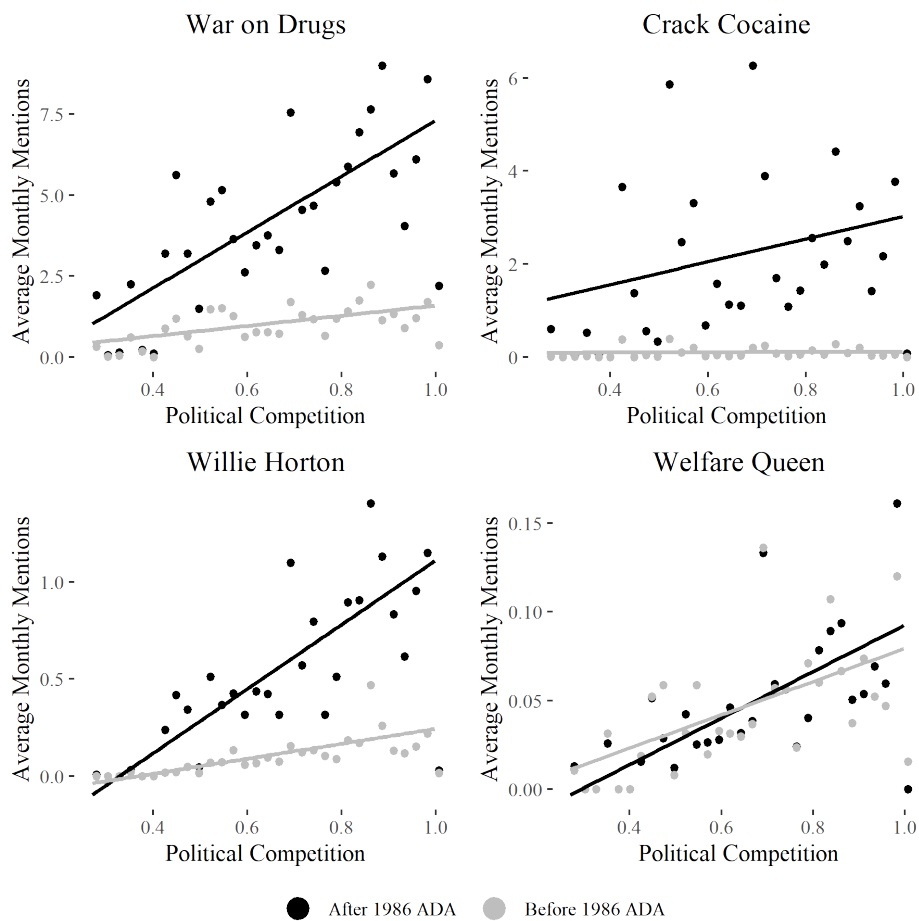 War on Drugs
Average Monthly Mentions
7.5
5.0
2.5
0.0
0.4 0.6 0.8 1.0
Political Competition
Crack Cocaine
Average Monthly Mentions
6
4
2
0
0.4 0.6 0.8 1.0
Political Competition
Willie Horton
Average Monthly Mentions
1.0
0.5
0.0
0.4 0.6 0.8 1.0
Political Competition
Welfare Queen
Average Monthly Mentions
0.15
0.10
0.05
0.00
0.4 0.6 0.8 1.0
Political Competition
After 1986 ADA Before 1986 ADA